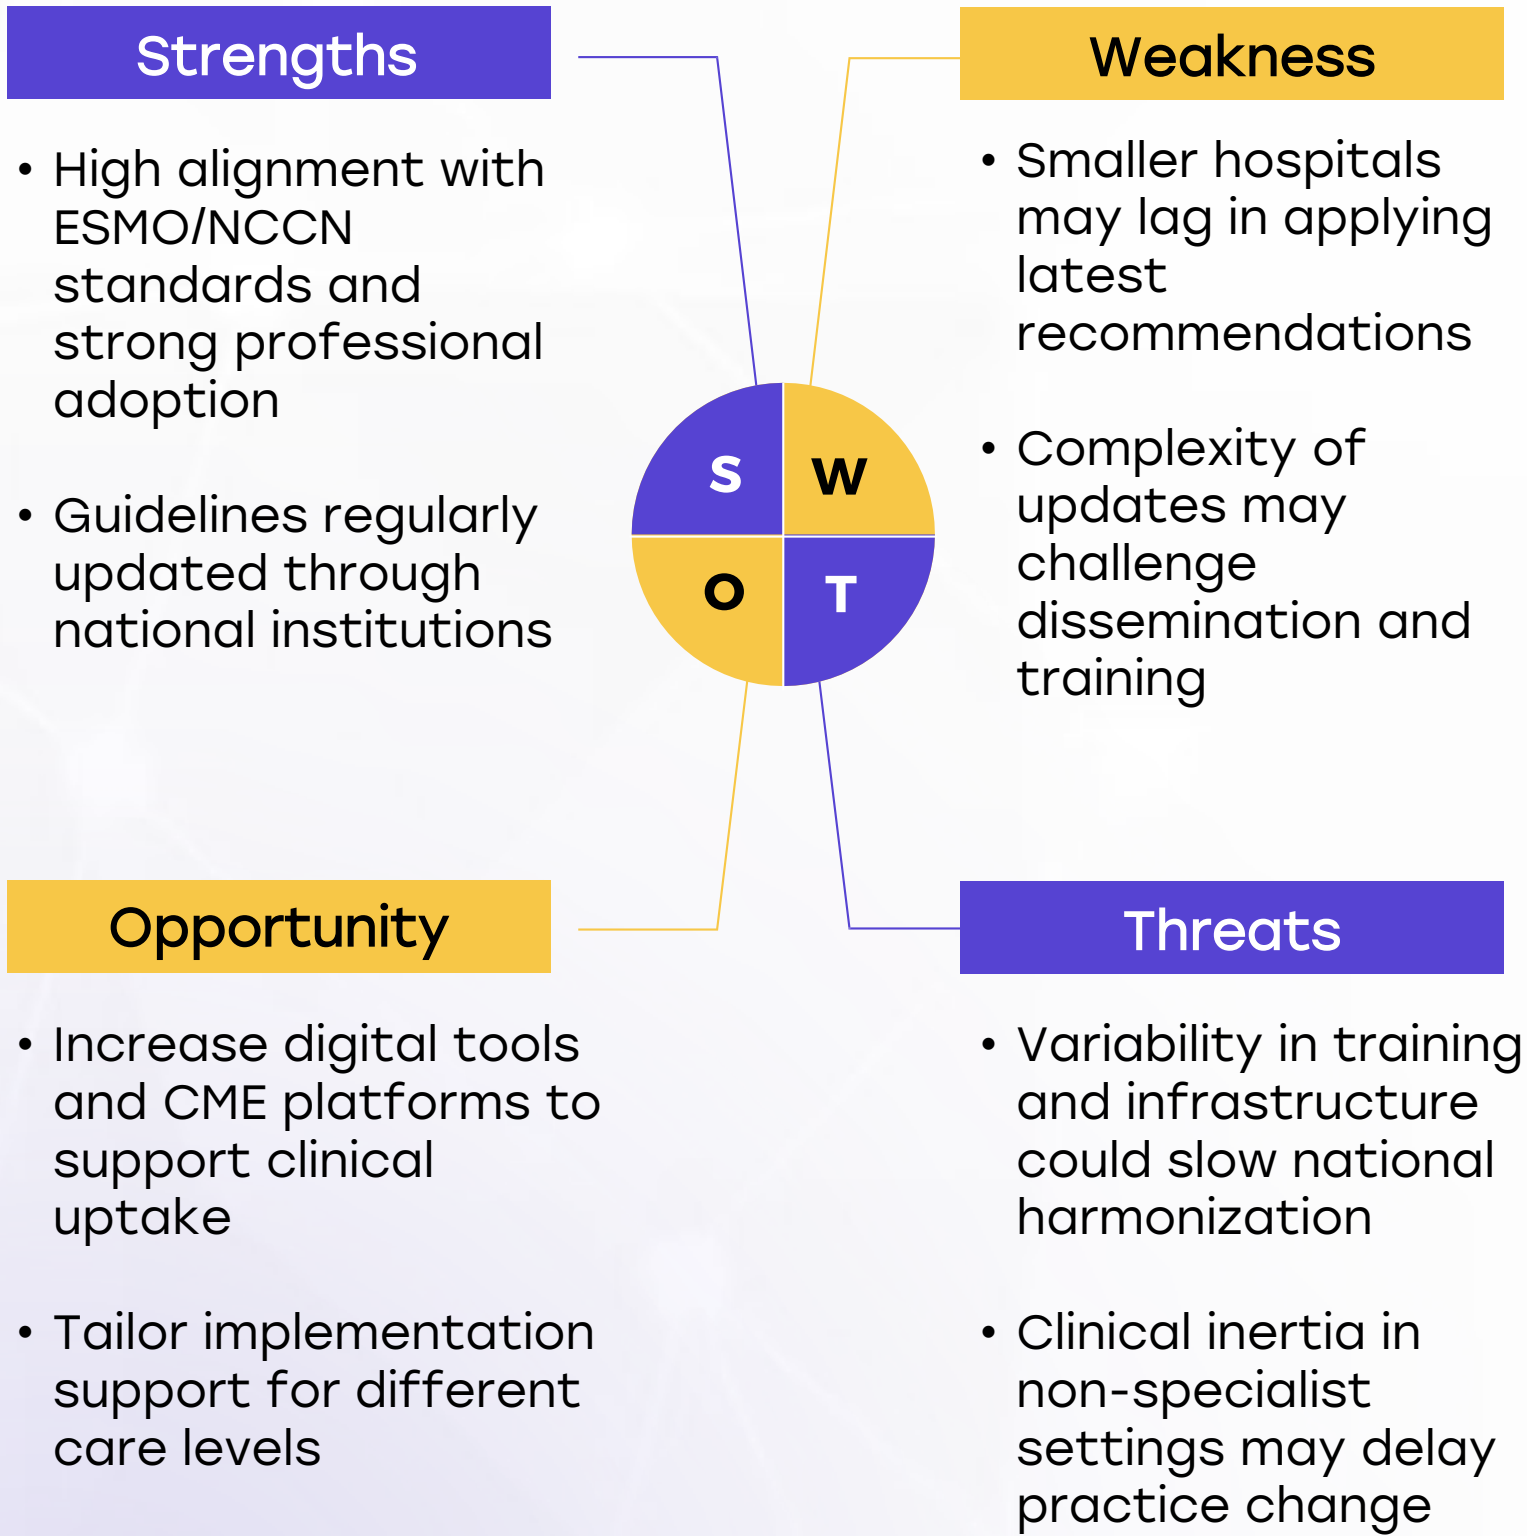 Strengths
• High alignment with
ESMO/NCCN
standards and
strong professional
adoption
• Guidelines regularly
updated through
national institutions
Weakness
• Smaller hospitals
may lag in applying
latest
recommendations
• Complexity of
updates may
challenge
dissemination and
training
S
W
O
T
Opportunity
• Increase digital tools
and CME platforms to
support clinical
uptake
• Tailor implementation
support for different
care levels
Threats
• Variability in training
and infrastructure
could slow national
harmonization
• Clinical inertia in
non-specialist
settings may delay
practice change